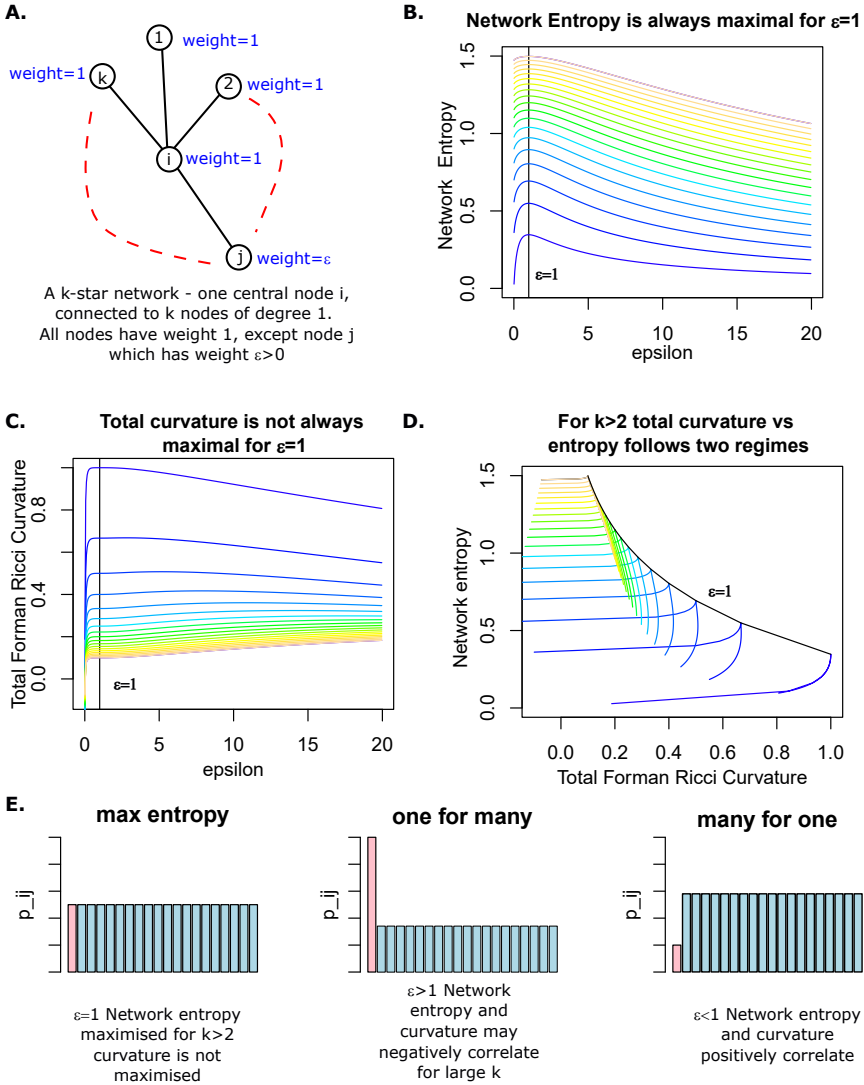 A.
1
weight=1
weight=1
k
2
weight=1
i
weight=1
j
weight=ε
A k-star network - one central node i,
connected to k nodes of degree 1.
All nodes have weight 1, except node j
which has weight ε>0
B.
Network Entropy is always maximal for ε=1
Network Entropy
1.5
1.0
0.5
0.0
ε=1
0
5
10
15
20
epsilon
C.
Total curvature is not always
maximal for ε=1
Total Forman Ricci Curvature
0.8
0.4
0.0
ε=1
0
5
10
15
20
epsilon
D.
For k>2 total curvature vs
entropy follows two regimes
Network entropy
1.5
1.0
0.5
0.0
ε=1
0.0
0.2
0.4
0.6
0.8
1.0
Total Forman Ricci Curvature
E.
max entropy
p_ij
ε=1 Network entropy
maximised for k>2
curvature is not
maximised
one for many
p_ij
ε>1 Network
entropy and
curvature may
negatively correlate
for large k
many for one
p_ij
ε<1 Network entropy
and curvature
positively correlate